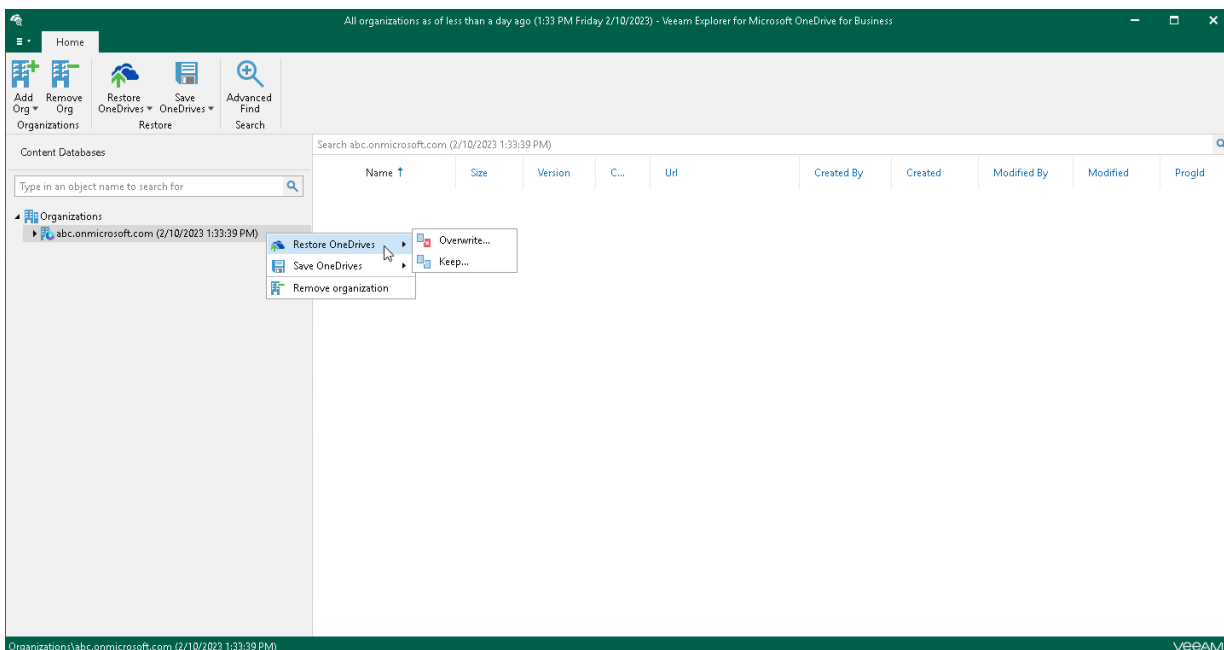 All organizations as of less than a day ago (1:33 PM Friday 2/10/2023) - Veeam Explorer for Microsoft OneDrive for Business
Home
Add Org
Remove Org
Restore OneDrives
Save OneDrives
Advanced Find
Organizations
Restore
Search
Content Databases
Search abc.onmicrosoft.com (2/10/2023 1:33:39 PM)
Type in an object name to search for
Name Size Version C... Url Created By Created Modified By Modified ProgId
Organizations
abc.onmicrosoft.com (2/10/2023 1:33:39 PM)
Restore OneDrives
Save OneDrives
Remove organization
Overwrite...
Keep...
Organizations\abc.onmicrosoft.com (2/10/2023 1:33:39 PM)
veeAM